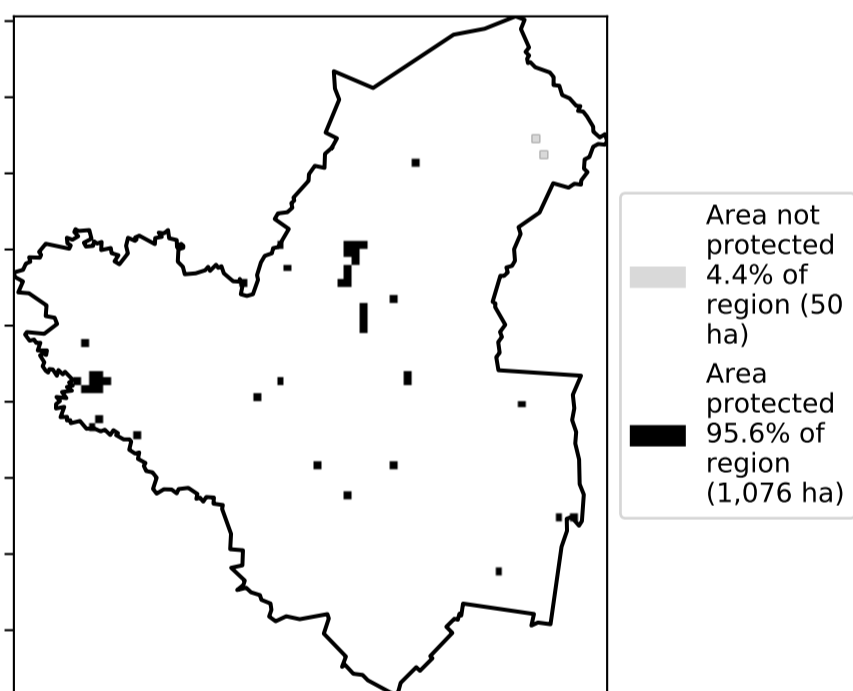 Area not
protected
4.4% of
region (50
ha)
Area
protected
95.6% of
region
(1,076 ha)